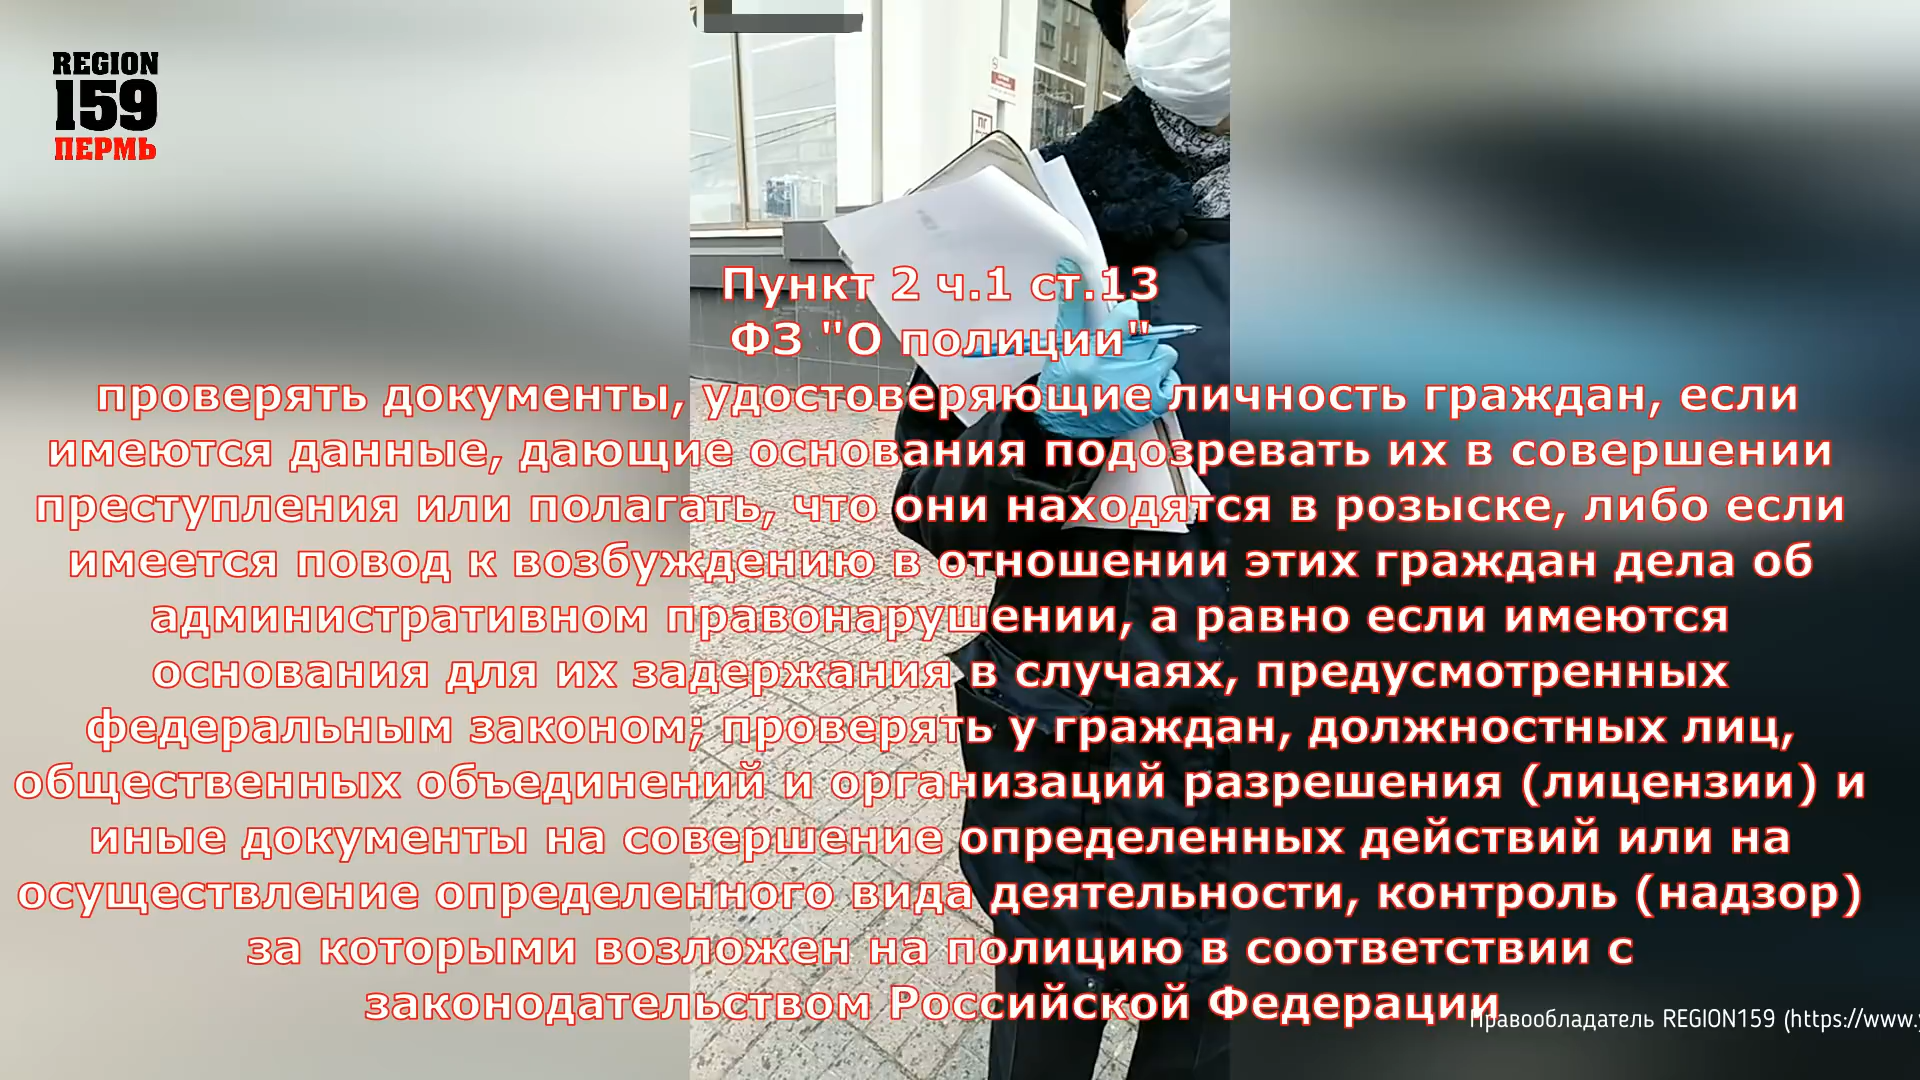 REGION
159
ПЕРМЬ
Пункт 2 ч.1 ст.13
ФЗ "О полиции"
проверять документы, удостоверяющие личность граждан, если
имеются данные, дающие основания подозревать их в совершении
преступления или полагать, что они находятся в розыске, либо если
имеется повод к возбуждению в отношении этих граждан дела об
административном правонарушении, а равно если имеются
основания для их задержания в случаях, предусмотренных
федеральным законом; проверять у граждан, должностных лиц,
общественных объединений и организаций разрешения (лицензии) и
иные документы на совершение определенных действий или на
осуществление определенного вида деятельности, контроль (надзор)
за которыми возложен на полицию в соответствии с
законодательством Российской Федерации
Правообладатель REGION159 (https://www.